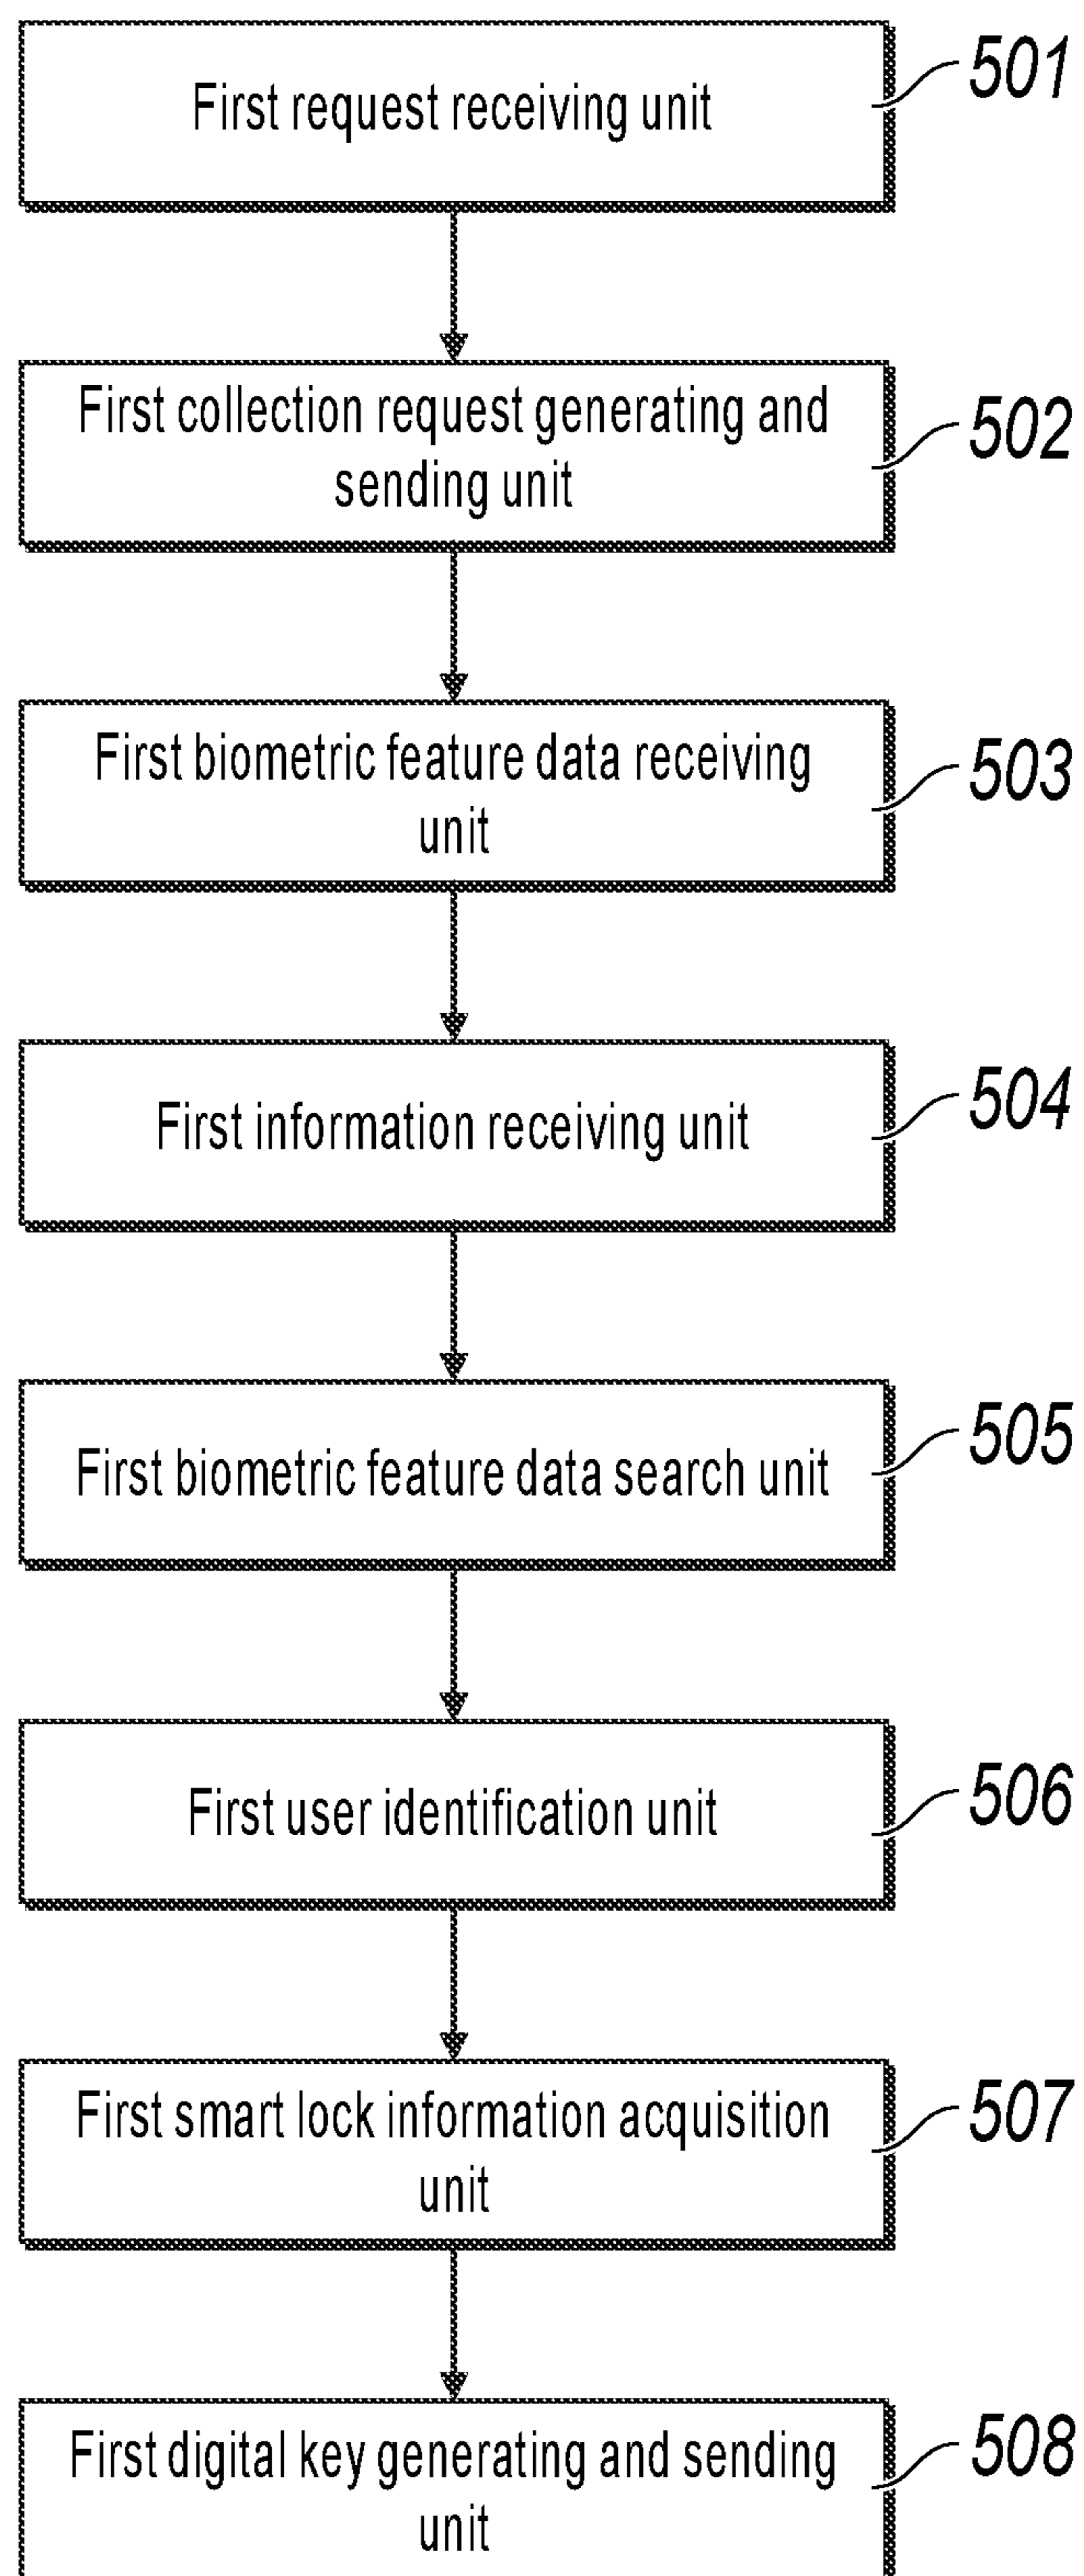 First request receiving unit
501
First collection request generating and
sending unit
502
First biometric feature data receiving
unit
503
First information receiving unit
504
First biometric feature data search unit
505
First user identification unit
506
First smart lock information acquisition
unit
507
First digital key generating and sending
unit
508